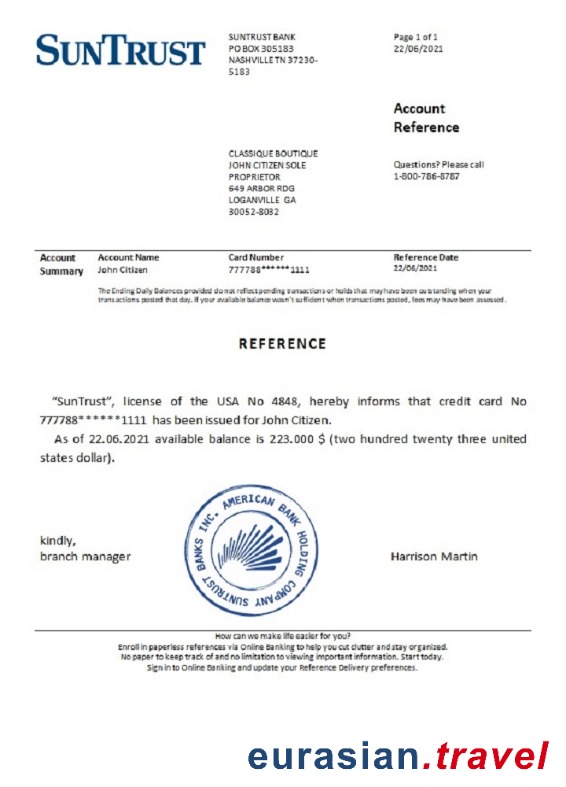 SUNTRUST
SUNTRUST BANK
PO BOX 305183
NASHVILLE TN 37230-
5183
Page 1 of 1
22/06/2021
Account
Reference
CLASSIQUE BOUTIQUE
JOHN CITIZEN SOLE
PROPRIETOR
649 ARBOR RDG
LOGANVILLE GA
30052-8032
Questions? Please call
1-800-786-8787
Account
Summary
Account Name
John Citizen
Card Number
777788******1111
Reference Date
22/06/2021
The Ending Daily Balances provided do not reflect pending transactions or holds that may have been outstanding when your
transactions posted that day. If your available balance wasn't sufficient when transactions posted, fees may have been assessed.
REFERENCE
"SunTrust", license of the USA No 4848, hereby informs that credit card No
777788******1111 has been issued for John Citizen.
As of 22.06.2021 available balance is 223.000 $ (two hundred twenty three united
states dollar).
kindly,
branch manager
SUNTRUST BANKS INC. AMERICAN BANK HOLDING COMPANY
Harrison Martin
How can we make life easier for you?
Enroll in paperless references via Online Banking to help you cut clutter and stay organized.
No paper to keep track of and no limitation to viewing important information. Start today.
Sign in to Online Banking and update your Reference Delivery preferences.
eurasian.travel